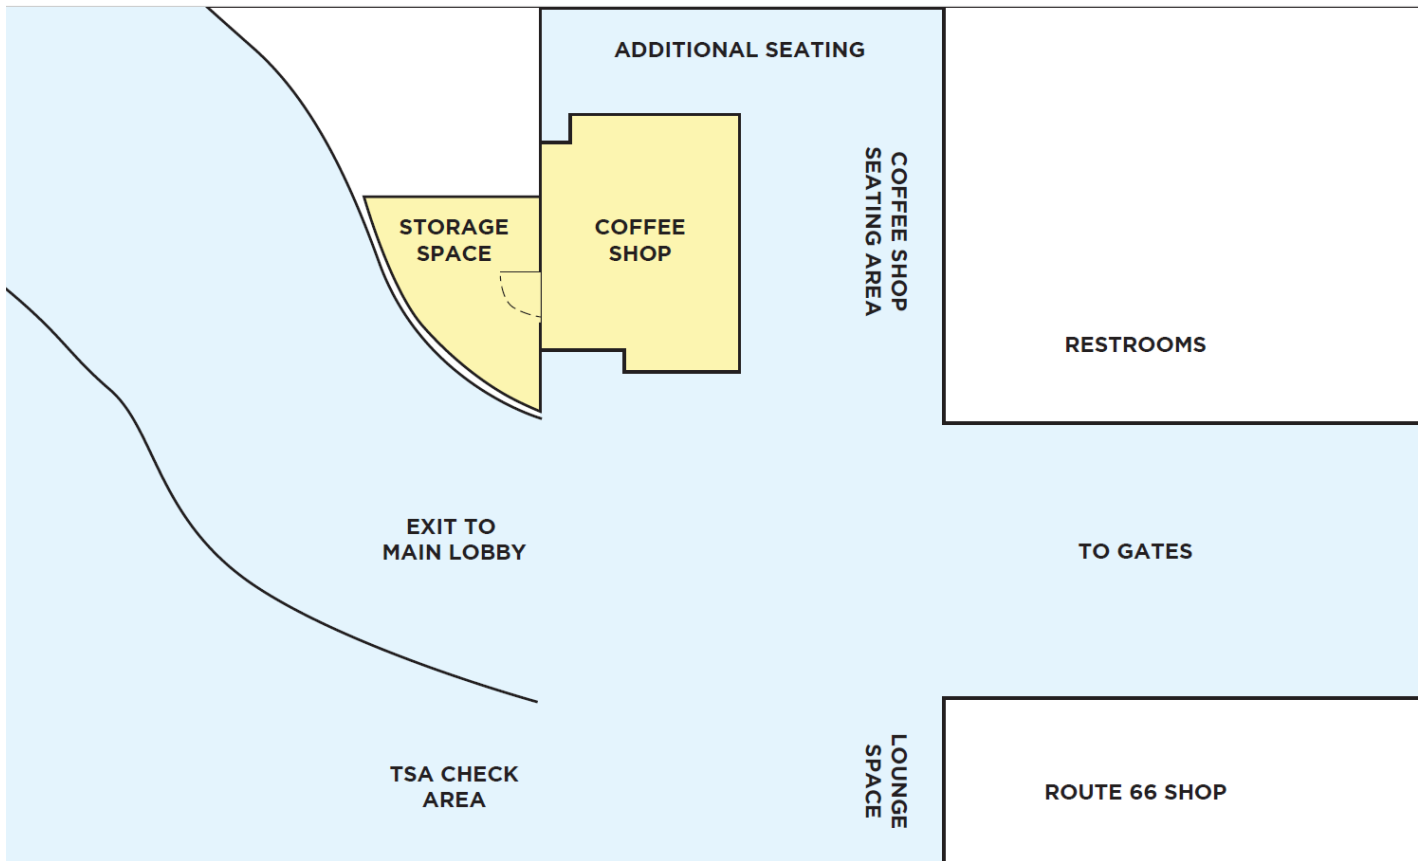 ADDITIONAL SEATING
COFFEE SHOP
SEATING AREA
STORAGE
SPACE
COFFEE
SHOP
RESTROOMS
EXIT TO
MAIN LOBBY
TO GATES
TSA CHECK
AREA
LOUNGE
SPACE
ROUTE 66 SHOP